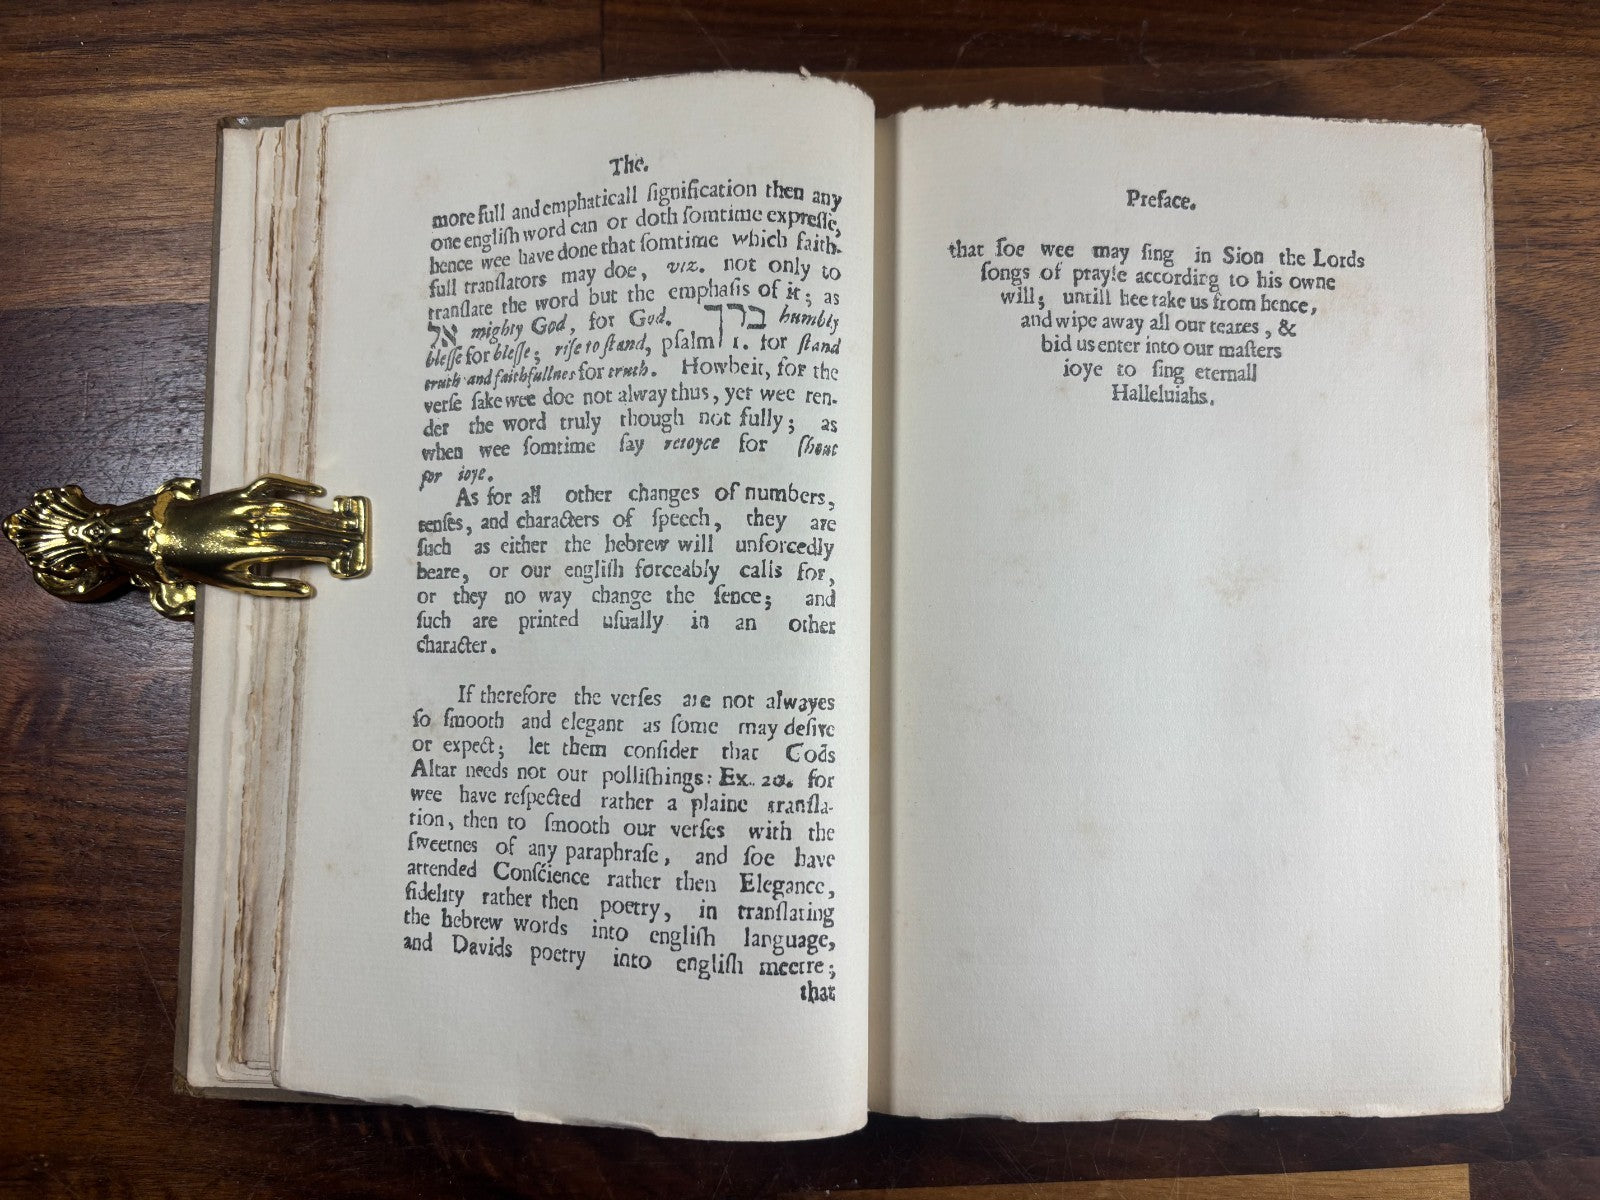 The.
more full and emphaticall ſignification then any
one engliſh word can or doth ſomtime expreſſe,
hence wee have done that ſomtime which faith-
full tranſlators may doe, viz. not only to
tranſlate the word but the emphaſis of it; as
אל mighty God, for God. ברך humbly
bleſſe for bleſſe; riſe to ſtand, pſalm 1. for ſtand
truth and faithfullnes for truth. Howbeit, for the
verſe ſake wee doe not alway thus, yet wee ren-
der the word truly though not fully; as
when wee ſomtime ſay reioyce for ſhout
for ioye.
As for all other changes of numbers,
tenſes, and characters of ſpeech, they are
ſuch as either the hebrew will unforcedly
beare, or our engliſh forceably calls for,
or they no way change the ſence; and
ſuch are printed uſually in an other
character.
If therefore the verſes are not alwayes
ſo ſmooth and elegant as ſome may deſire
or expect; let them conſider that Gods
Altar needs not our polliſhings: Ex. 20. for
wee have reſpected rather a plaine tranſla-
tion, then to ſmooth our verſes with the
ſweetnes of any paraphraſe, and ſoe have
attended Conſcience rather then Elegance,
fidelity rather then poetry, in tranſlating
the hebrew words into engliſh language,
and Davids poetry into engliſh meetre;
that
Preface.
that ſoe wee may ſing in Sion the Lords
ſongs of prayſe according to his owne
will; untill hee take us from hence,
and wipe away all our teares, &
bid us enter into our maſters
ioye to ſing eternall
Halleluiahs.